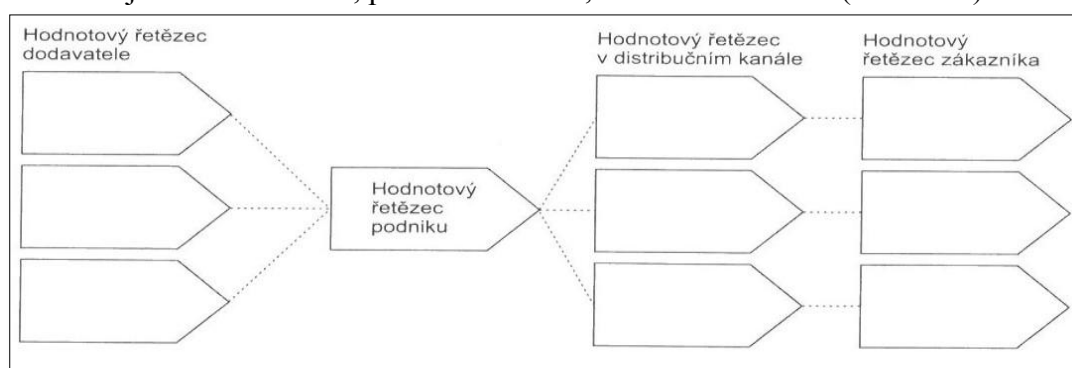 Hodnotový řetězec
dodavatele
Hodnotový řetězec
v distribučním kanále
Hodnotový
řetězec zákazníka
Hodnotový
řetězec
podniku